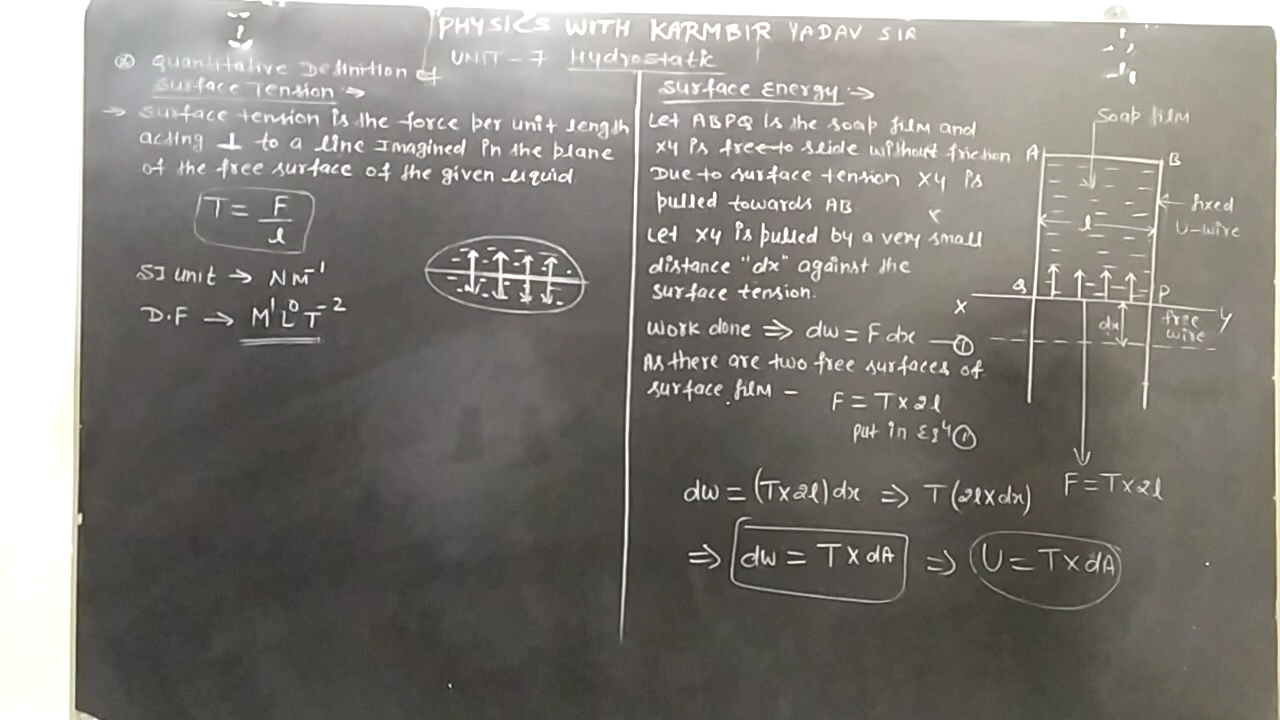 PHYSICS WITH KARMBIR YADAV SIR
UNIT - 7 Hydrostatic
Quantitative Definition of
Surface Tension →
→ Surface tension is the force per unit length
acting ⊥ to a line Imagined in the plane
of the free surface of the given liquid
T = F/l
SI unit → NM⁻¹
D.F → M¹L⁰T⁻²
Surface Energy →
Let ABPQ is the soap film and
xy is free to slide without friction
Due to surface tension xy is
pulled towards AB
Let xy is pulled by a very small
distance "dx" against the
surface tension.
Work done ⇒ dw = F dx — ①
As there are two free surfaces of
surface film -
F = T x 2l
put in Eqⁿ ①
dw = (Tx2l) dx ⇒ T(2lxdx)
⇒ dw = T x dA ⇒ U = T x dA
Soap film
A
B
fixed
U-wire
l
Q
P
X
y
dx
free
wire
F = Tx2l